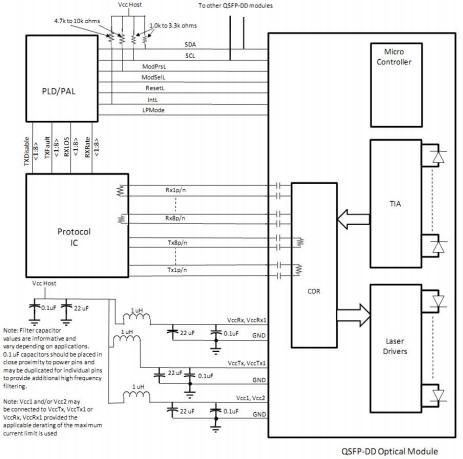 Vcc Host
To other QSFP-DD modules
4.7k to 10k ohms
1.0k to 3.3k ohms
SDA
SCL
ModPrsL
ModSelL
ResetL
IntL
LPMode
PLD/PAL
Micro
Controller
TXDisable
<1:8>
TXFault
<1:8>
RXLOS
<1:8>
RXRate
<1:8>
Protocol
IC
Rx1p/n
Rx8p/n
Tx8p/n
Tx1p/n
CDR
TIA
Laser
Drivers
Vcc Host
0.1uF
22 uF
1 uH
VccRx, VccRx1
22 uF
0.1uF
GND
1 uH
VccTx, VccTx1
22 uF
0.1uF
GND
1 uH
Vcc1, Vcc2
22 uF
0.1uF
GND
Note: Filter capacitor
values are informative and
vary depending on applications.
0.1 uF capacitors should be placed in
close proximity to power pins and
may be duplicated for individual pins
to provide additional high frequency
filtering.
Note: Vcc1 and/or Vcc2 may
be connected to VccTx, VccTx1 or
VccRx, VccRx1 provided the
applicable derating of the maximum
current limit is used
QSFP-DD Optical Module